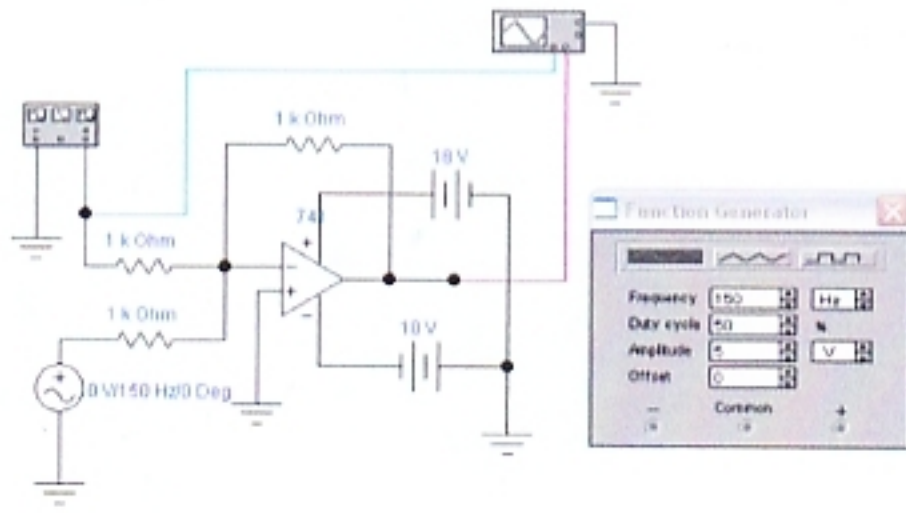 1 k Ohm
18 V
741
1 k Ohm
1 k Ohm
0 V/150 Hz/0 Deg
18 V
Function Generator
Frequency 150 Hz
Duty cycle 50 %
Amplitude 5 V
Offset 0
− Common +